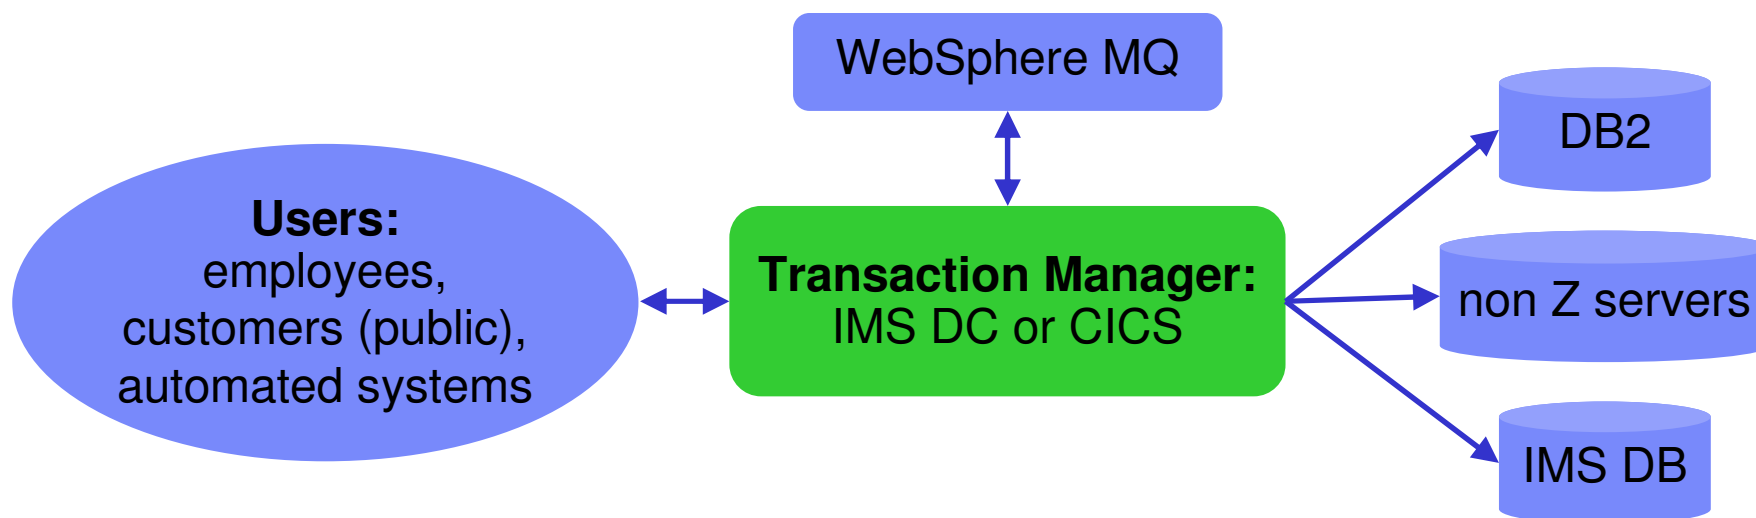 WebSphere MQ
DB2
Users:
employees,
customers (public),
automated systems
Transaction Manager:
IMS DC or CICS
non Z servers
IMS DB